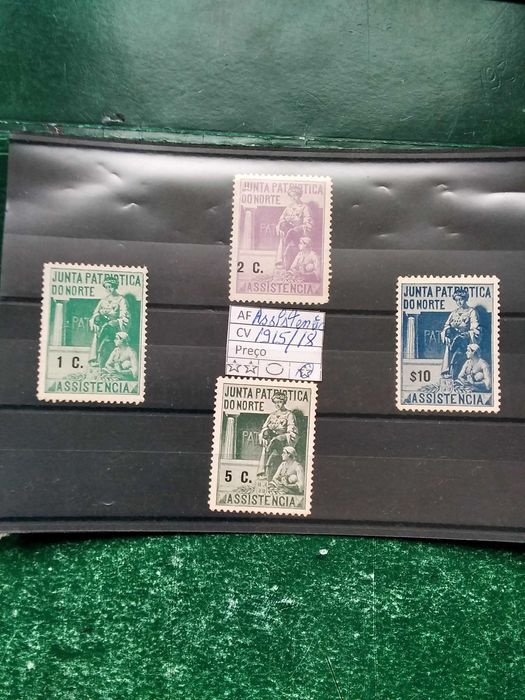 JUNTA PATRIOTICA
DO NORTE
2 C.
ASSISTENCIA
JUNTA PATRIOTICA
DO NORTE
1 C.
ASSISTENCIA
AF Assistência
CV 1915/18
Preço
JUNTA PATRIOTICA
DO NORTE
$10
ASSISTENCIA
JUNTA PATRIOTICA
DO NORTE
5 C.
ASSISTENCIA